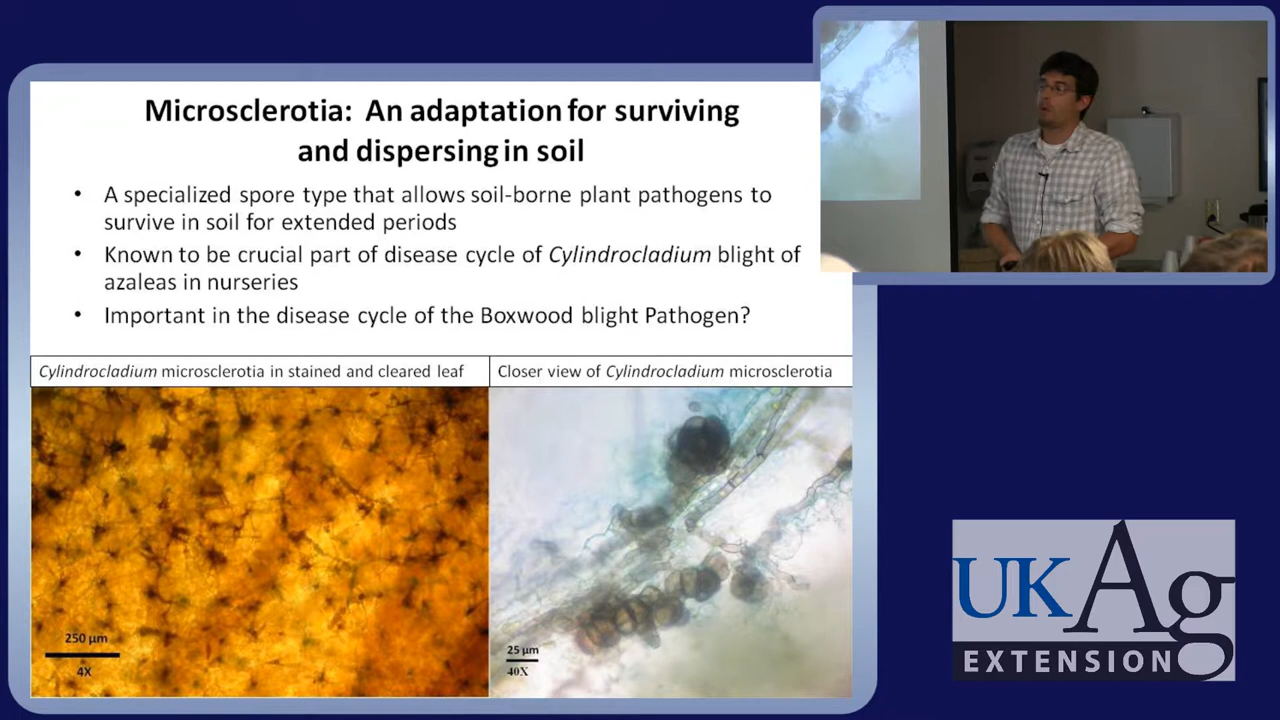 Microsclerotia: An adaptation for surviving
and dispersing in soil
• A specialized spore type that allows soil-borne plant pathogens to
survive in soil for extended periods
• Known to be crucial part of disease cycle of Cylindrocladium blight of
azaleas in nurseries
• Important in the disease cycle of the Boxwood blight Pathogen?
Cylindrocladium microsclerotia in stained and cleared leaf
Closer view of Cylindrocladium microsclerotia
250 µm
4X
25 µm
40X
UKAg
EXTENSION